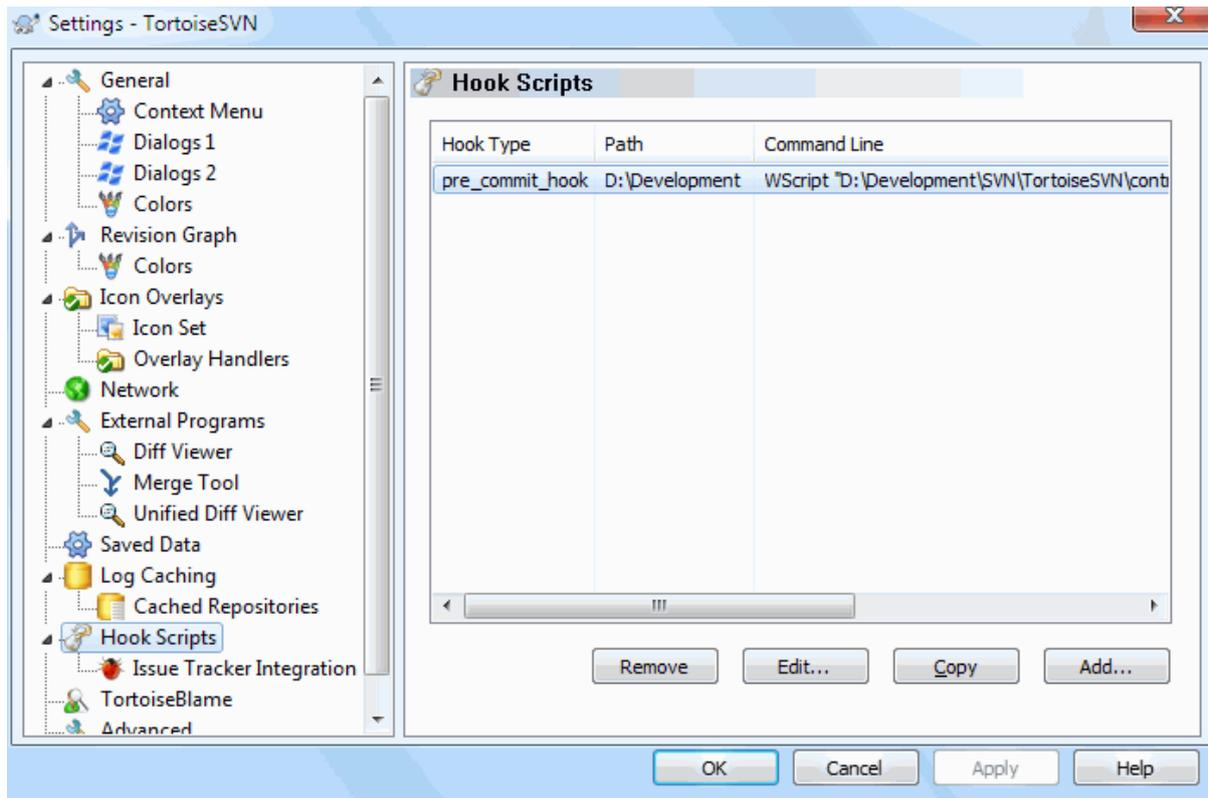 Settings - TortoiseSVN
General
Context Menu
Dialogs 1
Dialogs 2
Colors
Revision Graph
Colors
Icon Overlays
Icon Set
Overlay Handlers
Network
External Programs
Diff Viewer
Merge Tool
Unified Diff Viewer
Saved Data
Log Caching
Cached Repositories
Hook Scripts
Issue Tracker Integration
TortoiseBlame
Advanced
Hook Scripts
Hook Type Path Command Line
pre_commit_hook D:\Development WScript "D:\Development\SVN\TortoiseSVN\cont
Remove Edit... Copy Add...
OK Cancel Apply Help